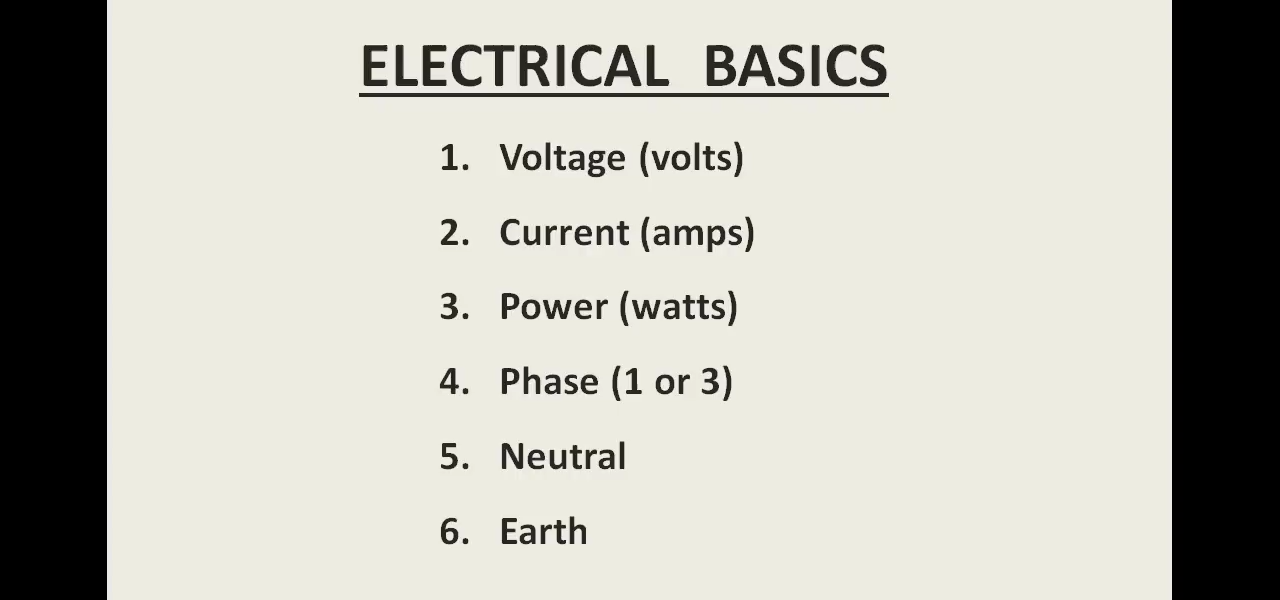 ELECTRICAL BASICS
1. Voltage (volts)
2. Current (amps)
3. Power (watts)
4. Phase (1 or 3)
5. Neutral
6. Earth